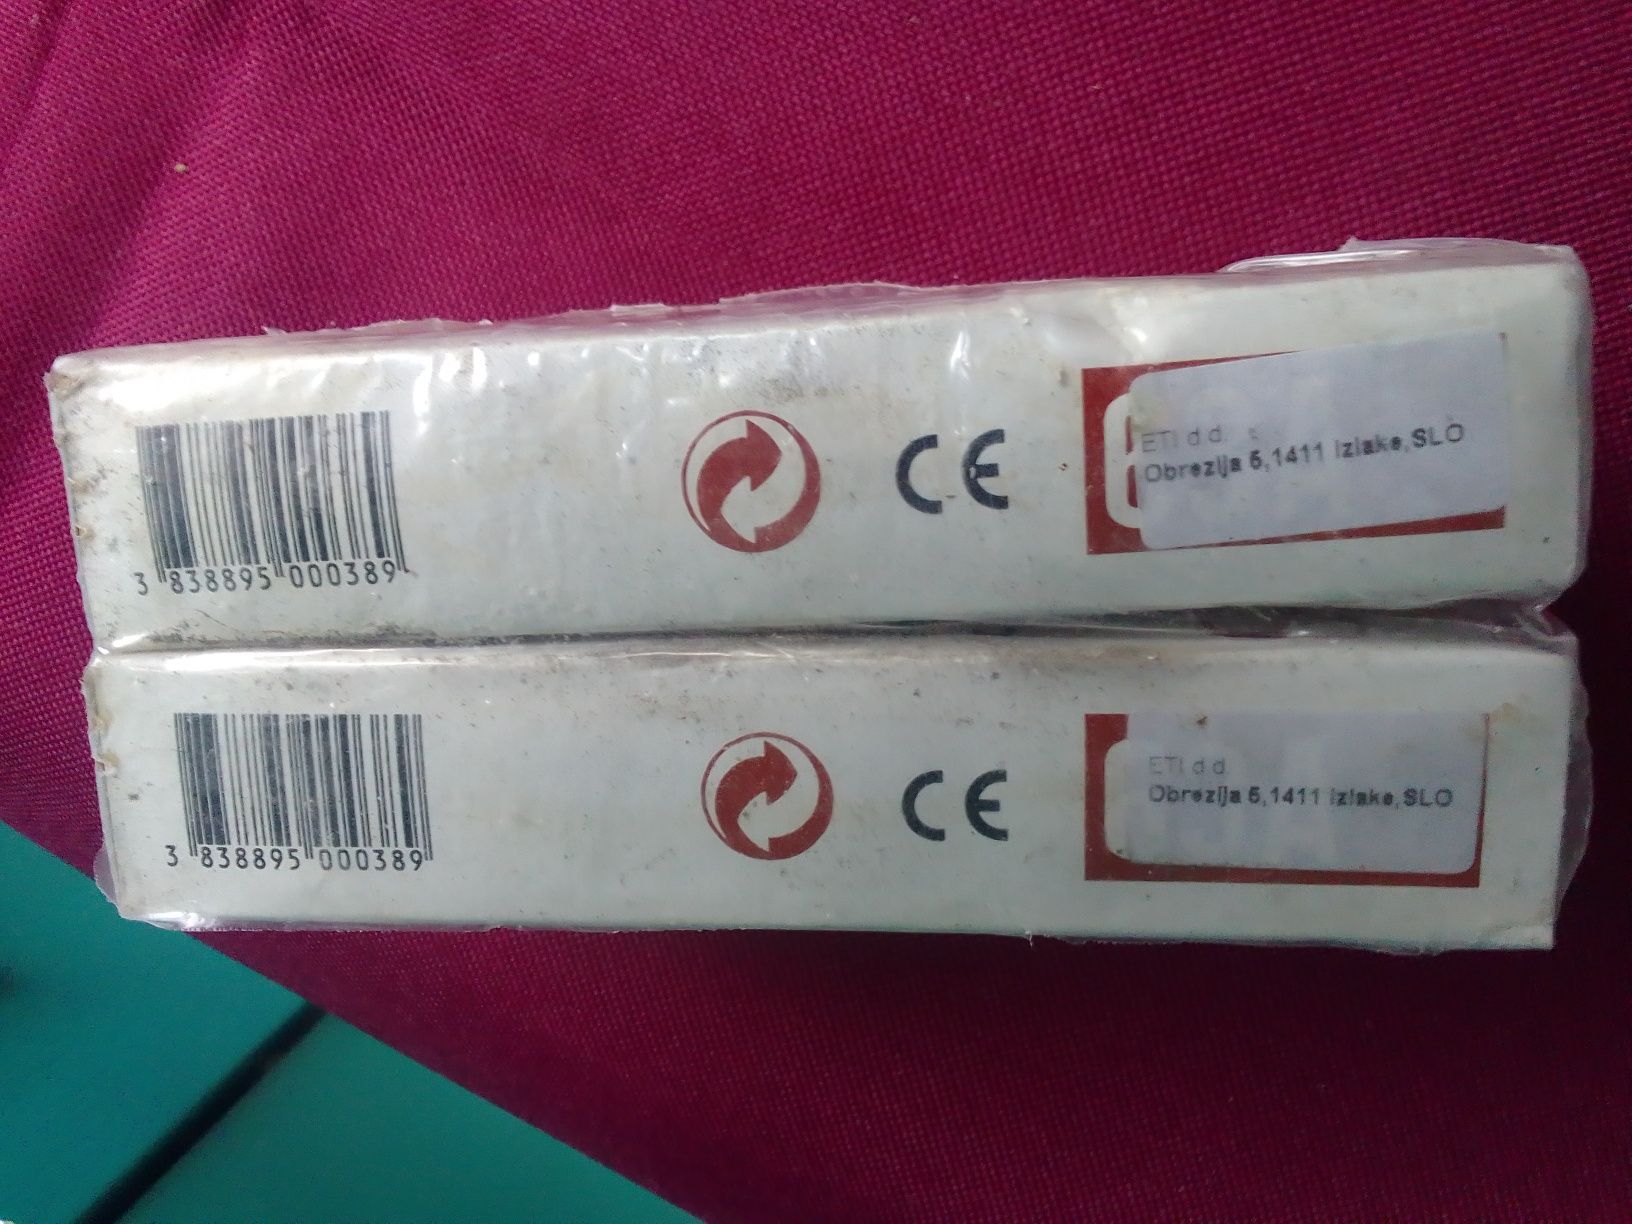 3 838895 000389
CE
ETI d.d.
Obrezija 5,1411 Izlake,SLO
3 838895 000389
CE
ETI d.d
Obrezija 5,1411 Izlake,SLO